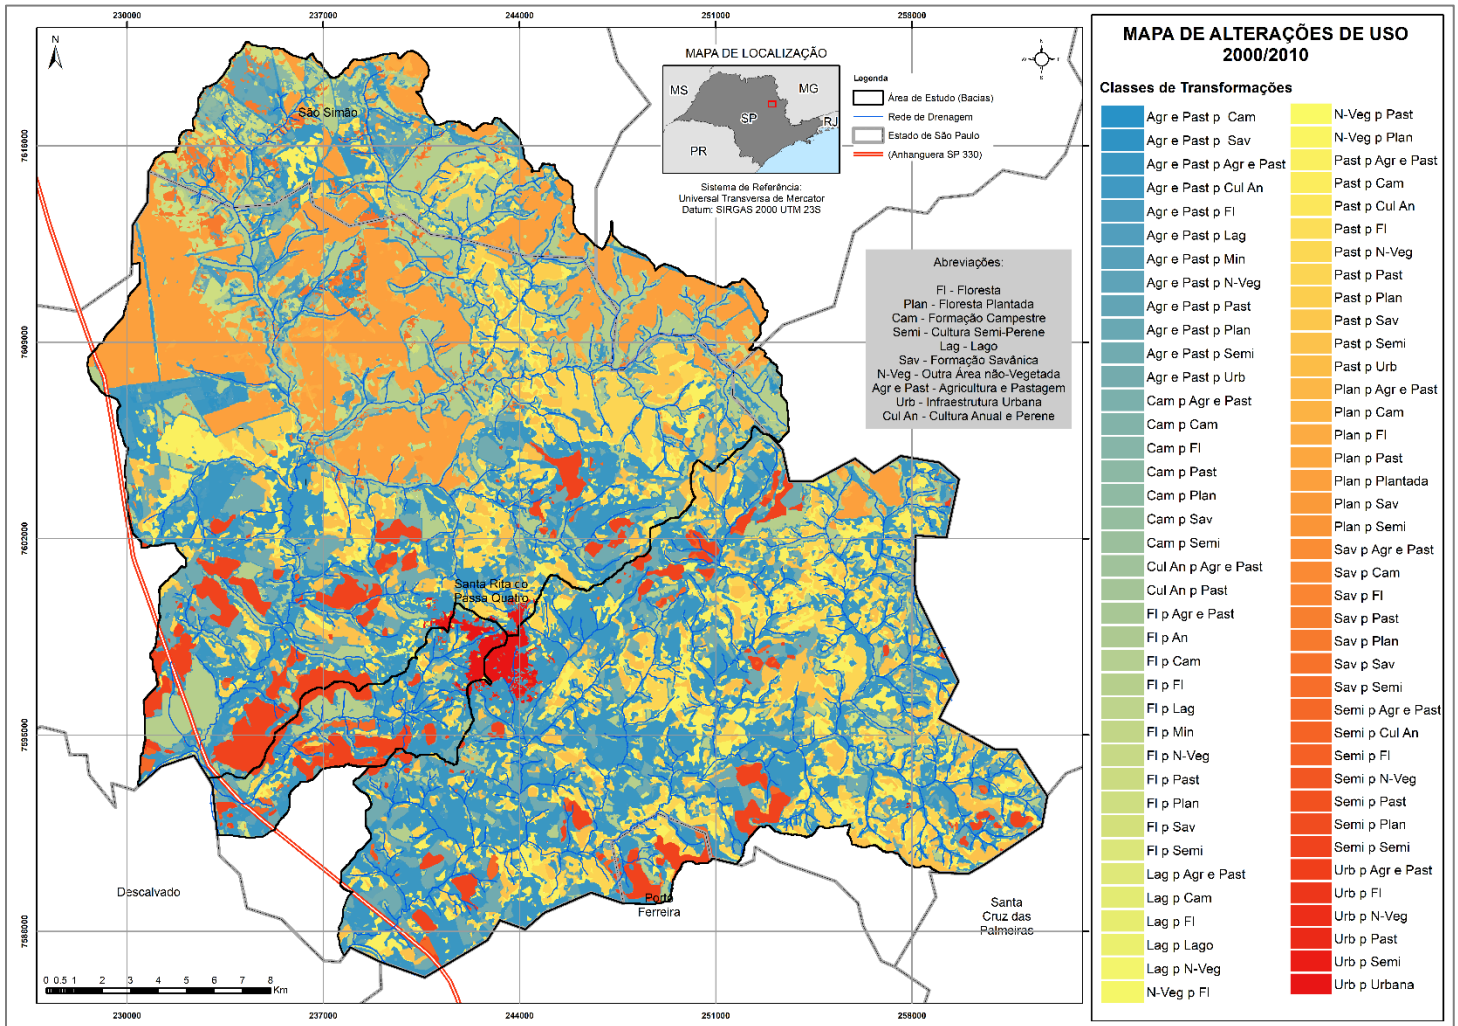 230000
237000
244000
251000
258000
7616000
7609000
7602000
7595000
7588000
N
São Simão
MAPA DE LOCALIZAÇÃO
MS
MG
SP
RJ
PR
Sistema de Referência:
Universal Transversa de Mercator
Datum: SIRGAS 2000 UTM 23S
Legenda
Área de Estudo (Bacias)
Rede de Drenagem
Estado de São Paulo
(Anhanguera SP 330)
Abreviações:
Fl - Floresta
Plan - Floresta Plantada
Cam - Formação Campestre
Semi - Cultura Semi-Perene
Lag - Lago
Sav - Formação Savânica
N-Veg - Outra Área não-Vegetada
Agr e Past - Agricultura e Pastagem
Urb - Infraestrutura Urbana
Cul An - Cultura Anual e Perene
Santa Rita do
Passa Quatro
Descalvado
Porto
Ferreira
Santa
Cruz das
Palmeiras
0 0.5 1 2 3 4 5 6 7 8
Km
230000
237000
244000
251000
258000
MAPA DE ALTERAÇÕES DE USO
2000/2010
Classes de Transformações
Agr e Past p Cam
Agr e Past p Sav
Agr e Past p Agr e Past
Agr e Past p Cul An
Agr e Past p Fl
Agr e Past p Lag
Agr e Past p Min
Agr e Past p N-Veg
Agr e Past p Past
Agr e Past p Plan
Agr e Past p Semi
Agr e Past p Urb
Cam p Agr e Past
Cam p Cam
Cam p Fl
Cam p Past
Cam p Plan
Cam p Sav
Cam p Semi
Cul An p Agr e Past
Cul An p Past
Fl p Agr e Past
Fl p An
Fl p Cam
Fl p Fl
Fl p Lag
Fl p Min
Fl p N-Veg
Fl p Past
Fl p Plan
Fl p Sav
Fl p Semi
Lag p Agr e Past
Lag p Cam
Lag p Fl
Lag p Lago
Lag p N-Veg
N-Veg p Fl
N-Veg p Past
N-Veg p Plan
Past p Agr e Past
Past p Cam
Past p Cul An
Past p Fl
Past p N-Veg
Past p Past
Past p Plan
Past p Sav
Past p Semi
Past p Urb
Plan p Agr e Past
Plan p Cam
Plan p Fl
Plan p Past
Plan p Plantada
Plan p Sav
Plan p Semi
Sav p Agr e Past
Sav p Cam
Sav p Fl
Sav p Past
Sav p Plan
Sav p Sav
Sav p Semi
Semi p Agr e Past
Semi p Cul An
Semi p Fl
Semi p N-Veg
Semi p Past
Semi p Plan
Semi p Semi
Urb p Agr e Past
Urb p Fl
Urb p N-Veg
Urb p Past
Urb p Semi
Urb p Urbana